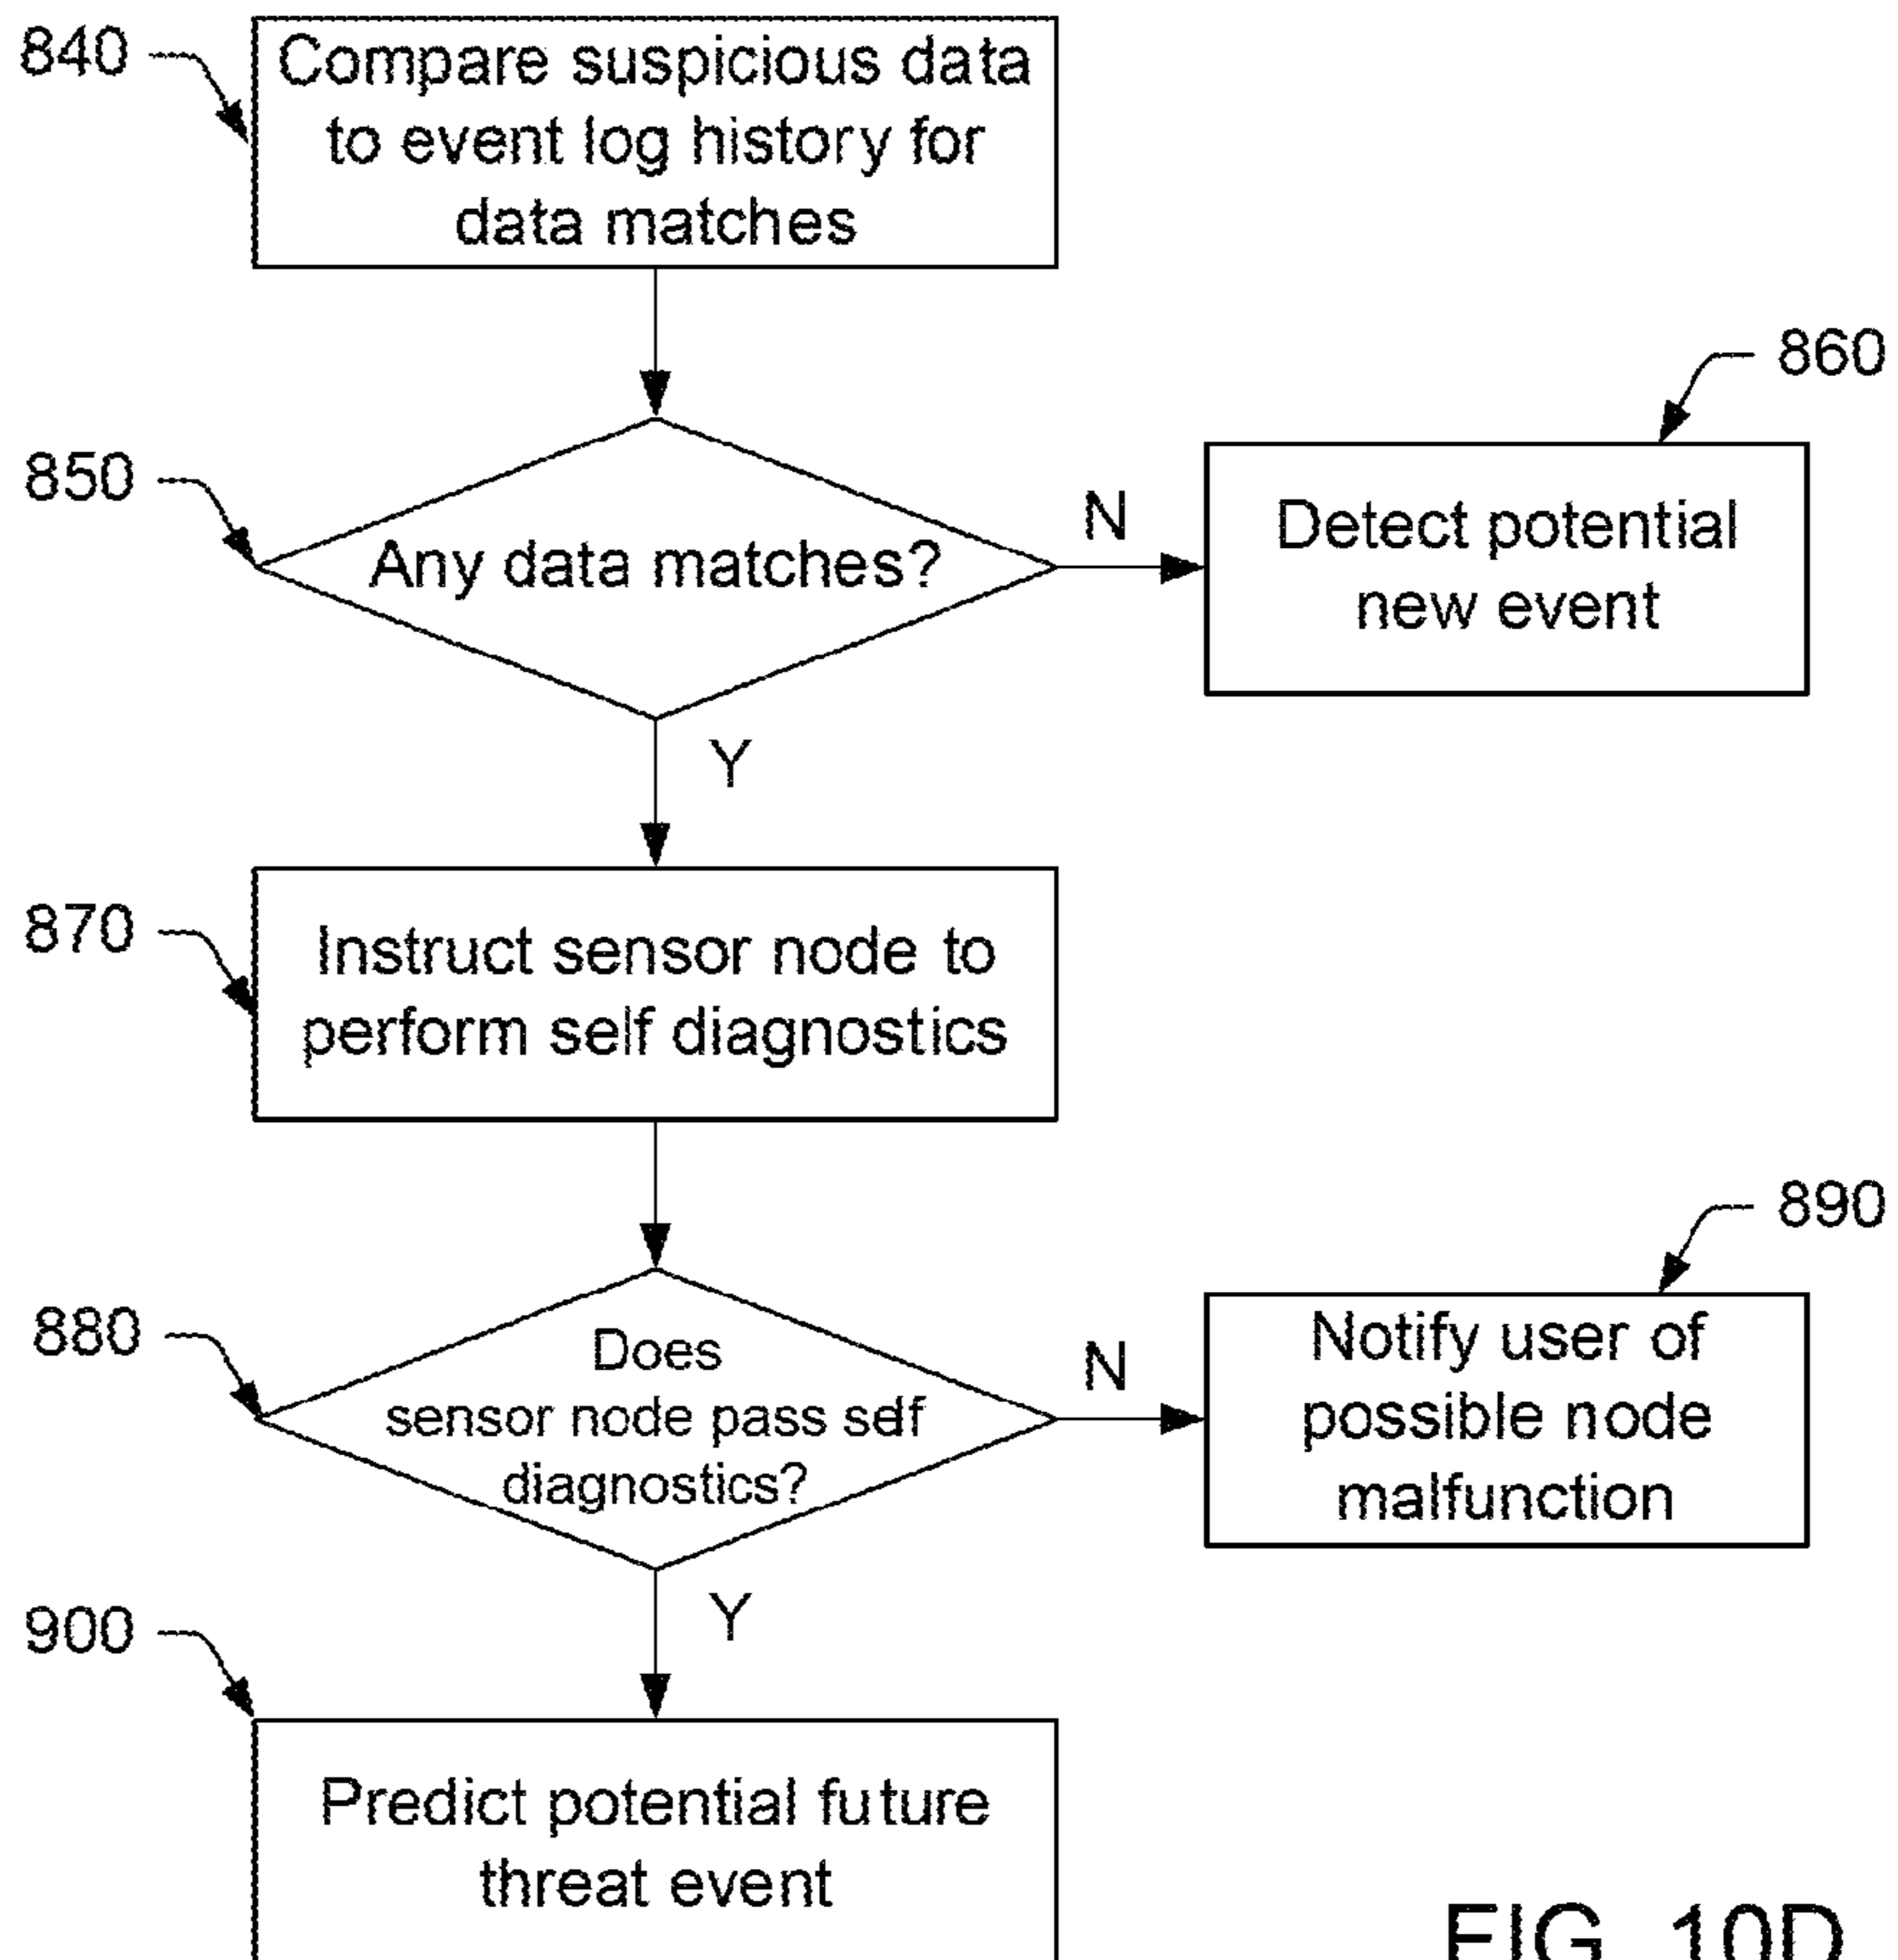 840
Compare suspicious data
to event log history for
data matches
860
850
Any data matches?
N
Detect potential
new event
Y
870
Instruct sensor node to
perform self diagnostics
890
880
Does
sensor node pass self
diagnostics?
N
Notify user of
possible node
malfunction
Y
900
Predict potential future
threat event
FIG. 10D